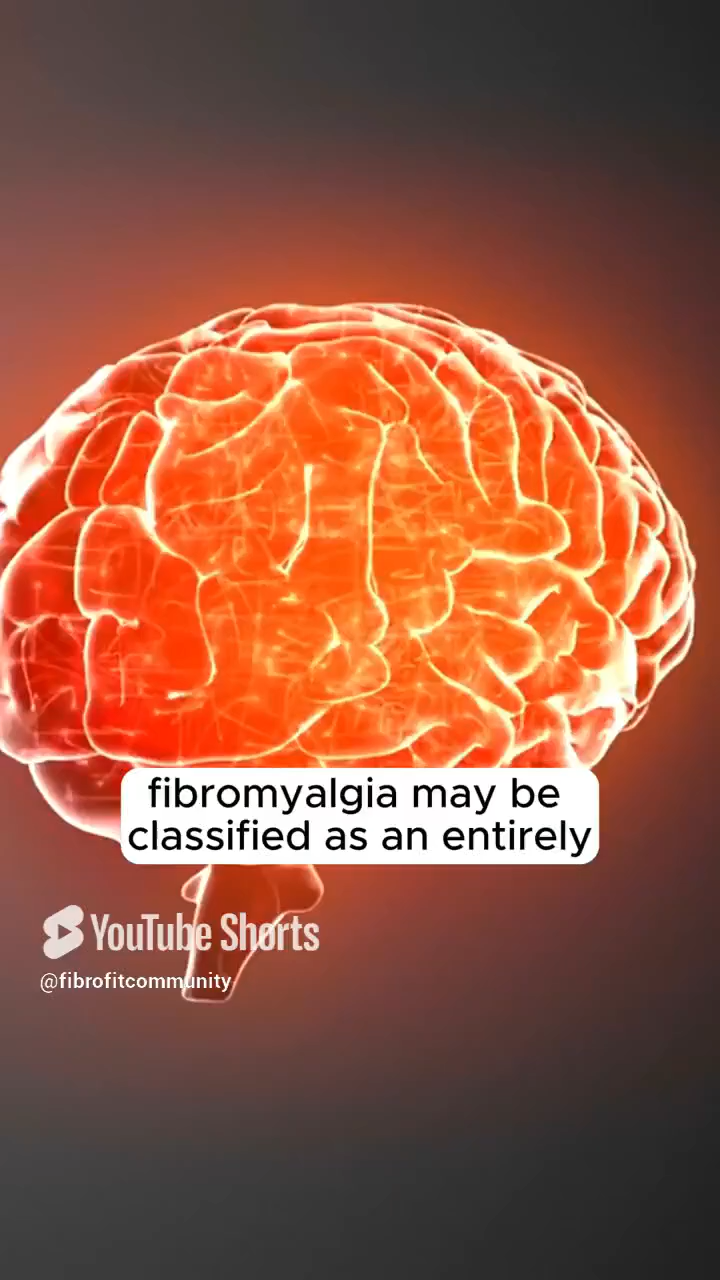 fibromyalgia may be
classified as an entirely
YouTube Shorts
@fibrofitcommunity